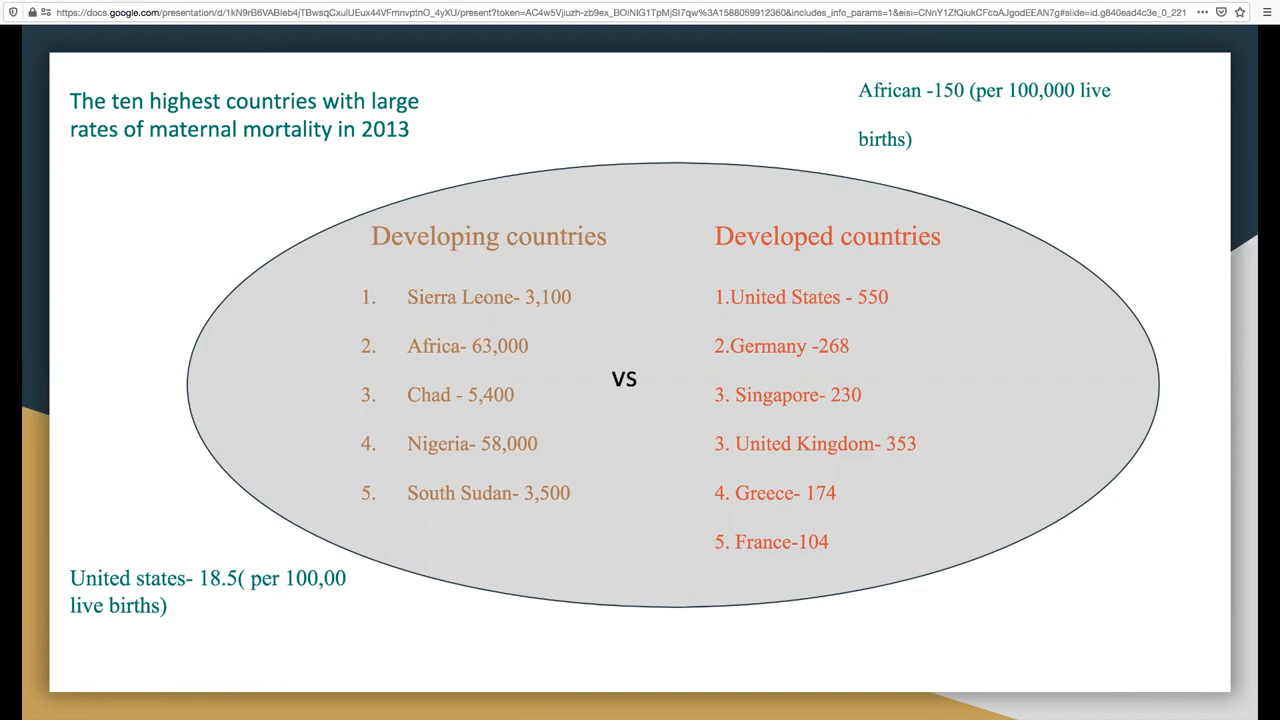 https://docs.google.com/presentation/d/1kN9rB6VABIeb4jTBwsqCxulUEux44VFmnvptnO_4yXU/present?token=AC4w5Vjiuzh-zb9ex_BOINIG1TpMjSl7qw%3A1588059912360&includes_info_params=1&eisi=CNnY1ZfQiukCFcoAJgodEEAN7g#slide=id.g840ead4c3e_0_221
The ten highest countries with large
rates of maternal mortality in 2013
African -150 (per 100,000 live
births)
Developing countries
1. Sierra Leone- 3,100
2. Africa- 63,000
3. Chad - 5,400
4. Nigeria- 58,000
5. South Sudan- 3,500
VS
Developed countries
1.United States - 550
2.Germany -268
3. Singapore- 230
3. United Kingdom- 353
4. Greece- 174
5. France-104
United states- 18.5( per 100,00
live births)